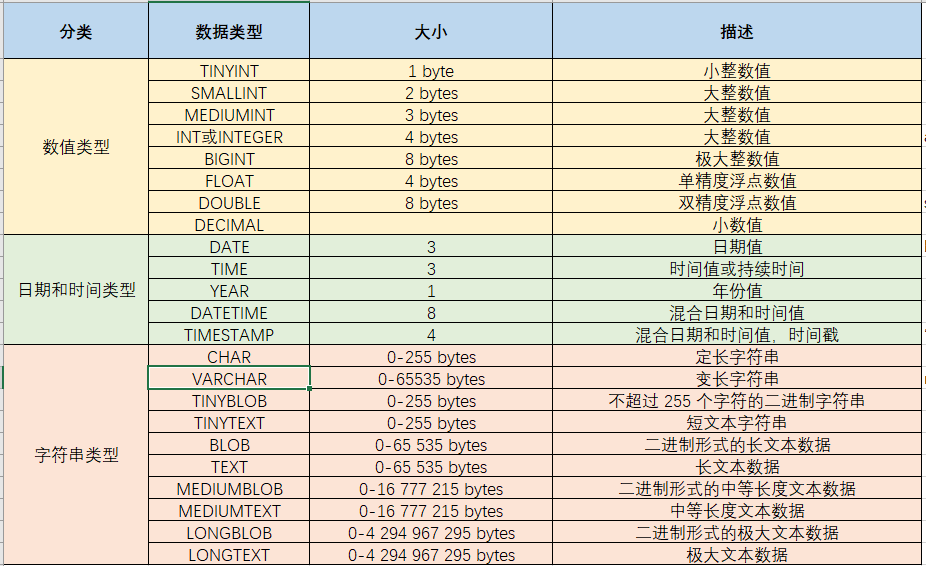 分类 数据类型 大小 描述
数值类型
TINYINT 1 byte 小整数值
SMALLINT 2 bytes 大整数值
MEDIUMINT 3 bytes 大整数值
INT或INTEGER 4 bytes 大整数值
BIGINT 8 bytes 极大整数值
FLOAT 4 bytes 单精度浮点数值
DOUBLE 8 bytes 双精度浮点数值
DECIMAL 小数值
日期和时间类型
DATE 3 日期值
TIME 3 时间值或持续时间
YEAR 1 年份值
DATETIME 8 混合日期和时间值
TIMESTAMP 4 混合日期和时间值，时间戳
字符串类型
CHAR 0-255 bytes 定长字符串
VARCHAR 0-65535 bytes 变长字符串
TINYBLOB 0-255 bytes 不超过 255 个字符的二进制字符串
TINYTEXT 0-255 bytes 短文本字符串
BLOB 0-65 535 bytes 二进制形式的长文本数据
TEXT 0-65 535 bytes 长文本数据
MEDIUMBLOB 0-16 777 215 bytes 二进制形式的中等长度文本数据
MEDIUMTEXT 0-16 777 215 bytes 中等长度文本数据
LONGBLOB 0-4 294 967 295 bytes 二进制形式的极大文本数据
LONGTEXT 0-4 294 967 295 bytes 极大文本数据